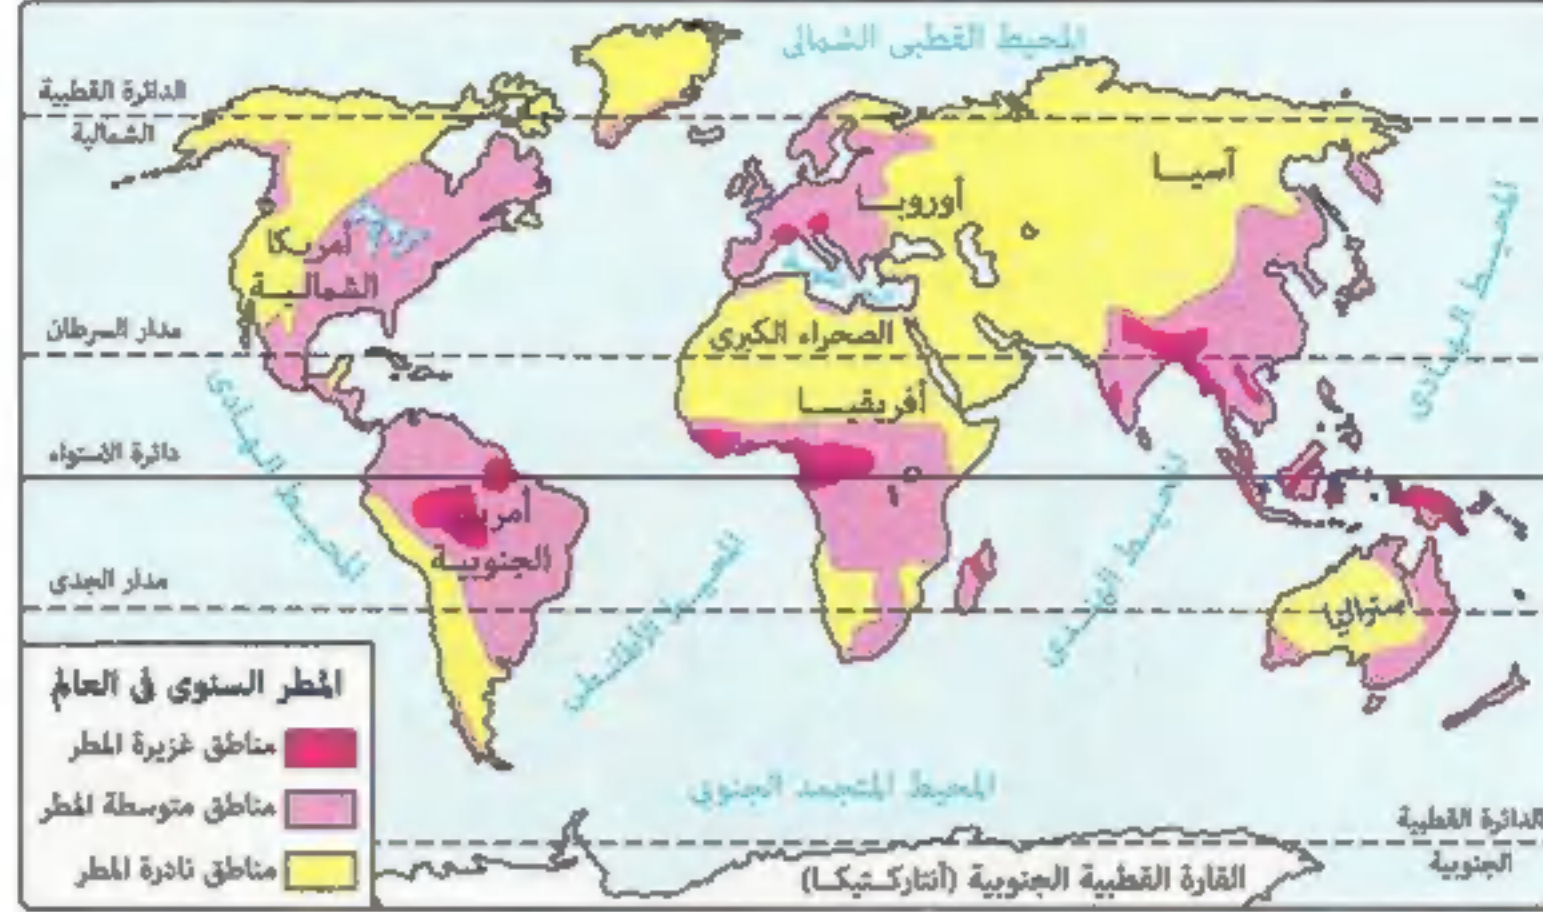 المحيط القطبى الشمالى
الدائرة القطبية
الشمالية
آسيا
أوروبا
أمريكا
الشمالية
المحيط الهادى
مدار السرطان
الصحراء الكبرى
أفريقيا
المحيط الهادى
دائرة الاستواء
أمريـ
الجنوبية
المحيط الأطلنطى
المحيط الهندى
مدار الجدى
ستراليا
المطر السنوى فى العالم
مناطق غزيرة المطر
مناطق متوسطة المطر
مناطق نادرة المطر
المحيط المتجمد الجنوبى
الدائرة القطبية
الجنوبية
القارة القطبية الجنوبية (أنتاركتيكا)